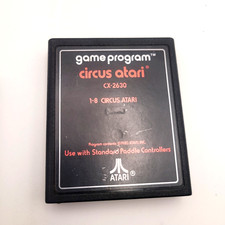 game program™
circus atari®
CX-2630
1-8 CIRCUS ATARI
Use with Standard Paddle Controllers
ATARI®